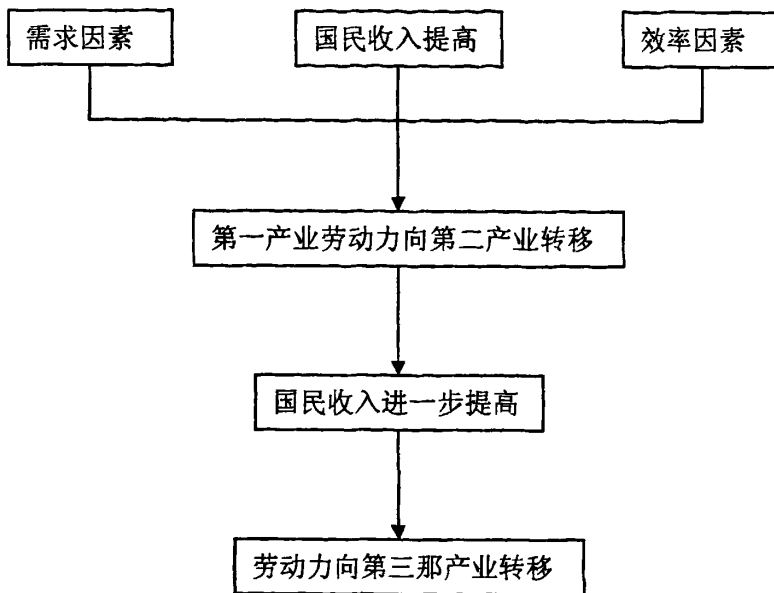 需求因素
国民收入提高
效率因素
第一产业劳动力向第二产业转移
国民收入进一步提高
劳动力向第三那产业转移